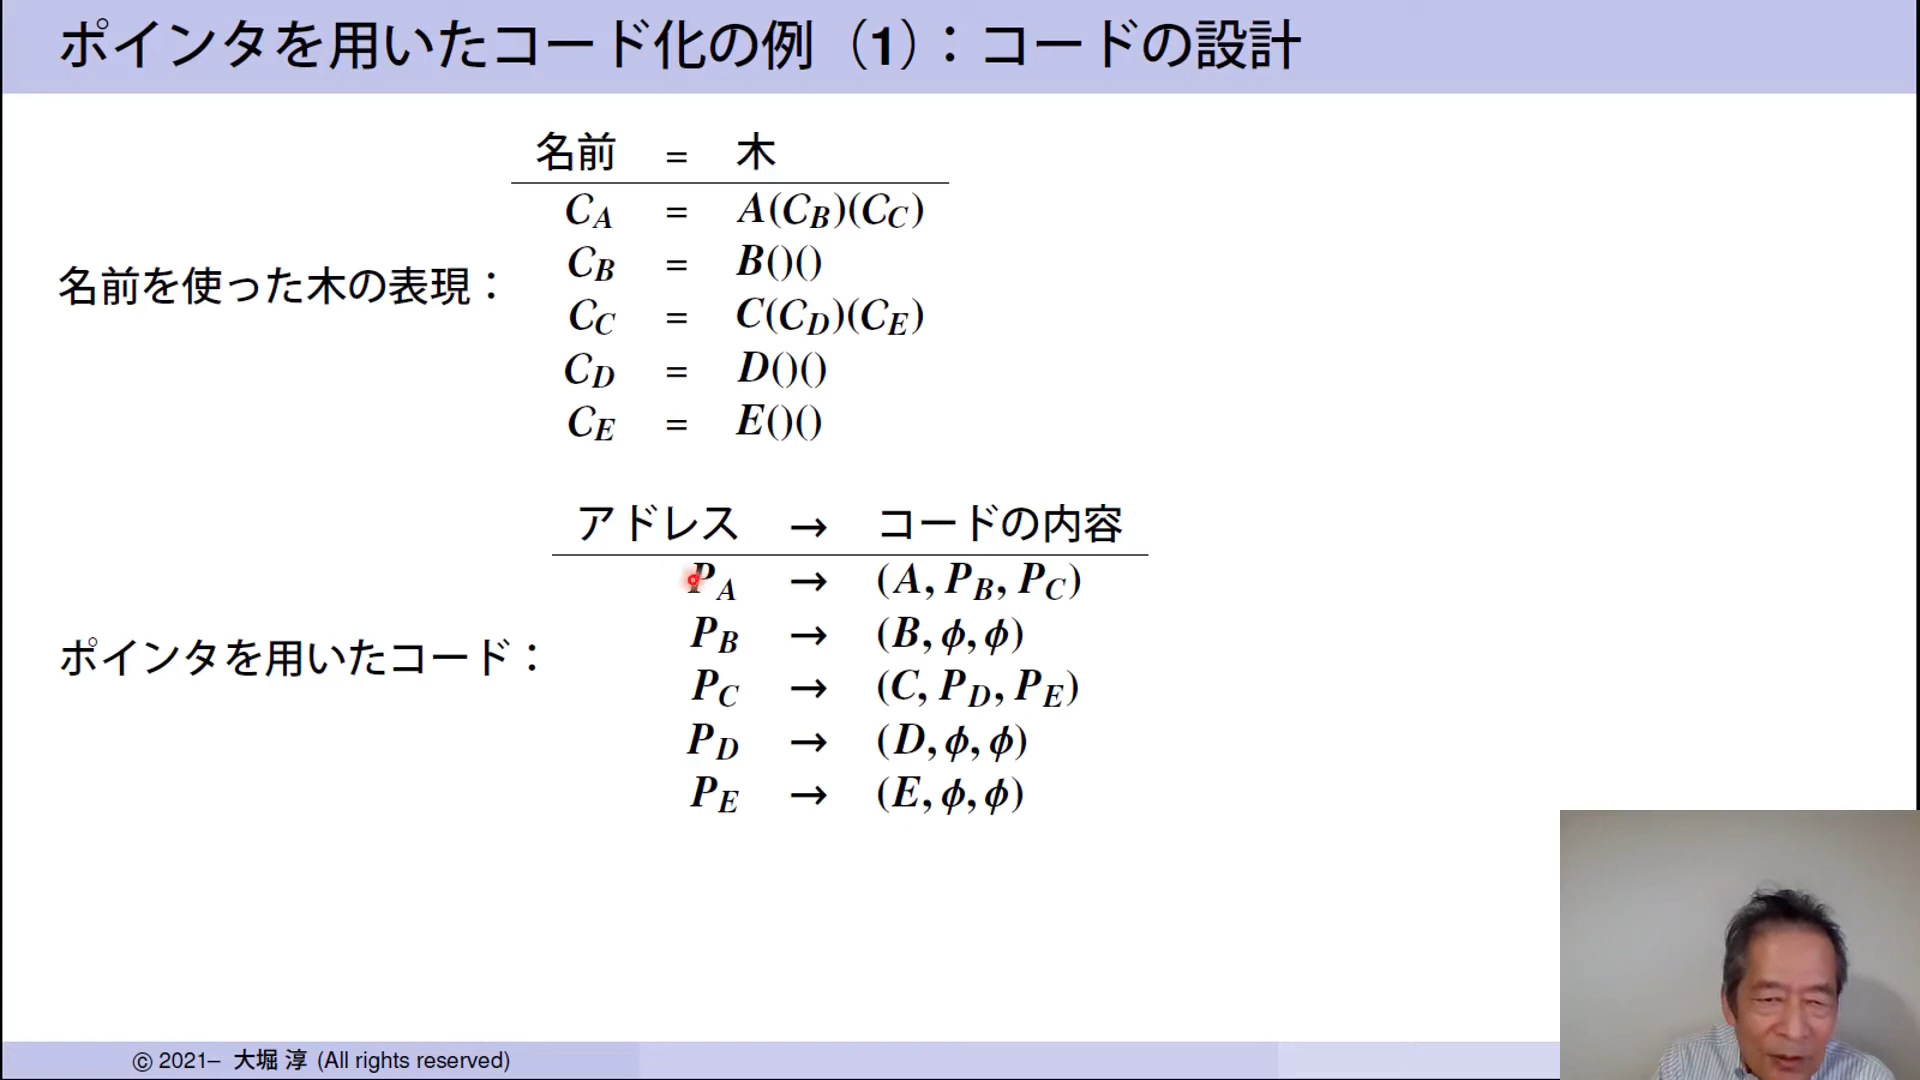 ポインタを用いたコード化の例（1）：コードの設計
名前を使った木の表現：
名前 = 木
C_A = A(C_B)(C_C)
C_B = B()()
C_C = C(C_D)(C_E)
C_D = D()()
C_E = E()()
ポインタを用いたコード：
アドレス → コードの内容
P_A → (A, P_B, P_C)
P_B → (B, ϕ, ϕ)
P_C → (C, P_D, P_E)
P_D → (D, ϕ, ϕ)
P_E → (E, ϕ, ϕ)
© 2021– 大堀 淳 (All rights reserved)